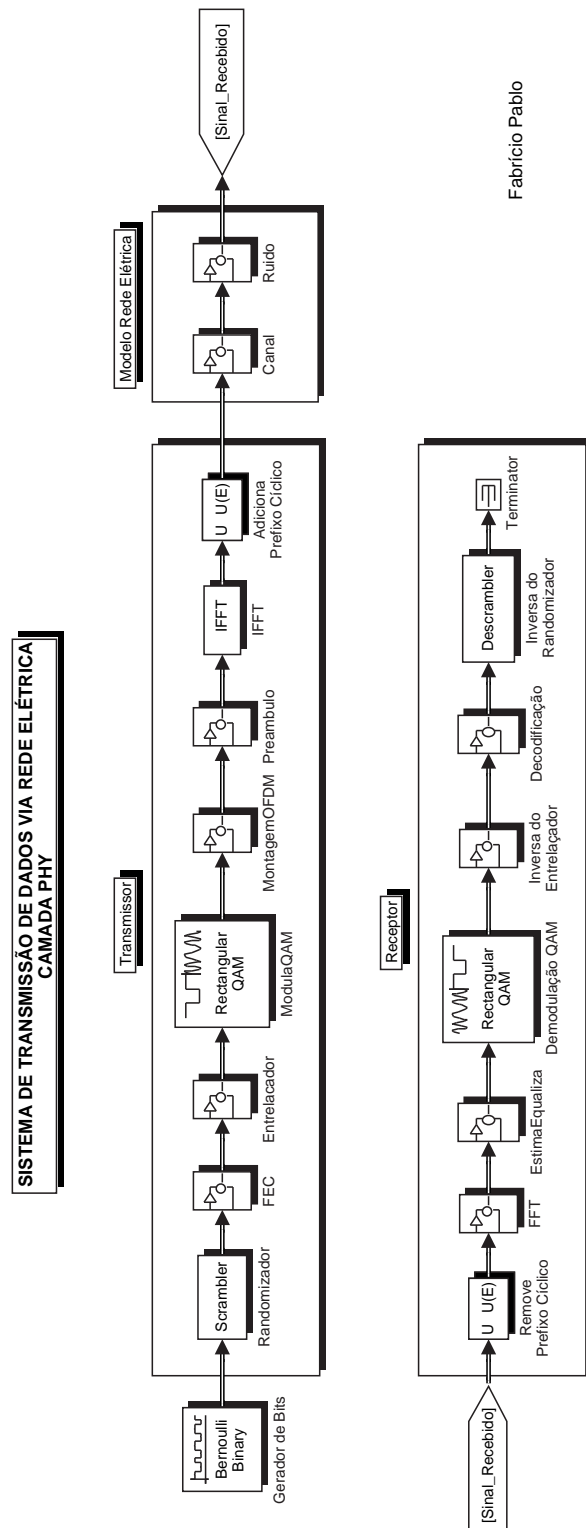 SISTEMA DE TRANSMISSÃO DE DADOS VIA REDE ELÉTRICA
CAMADA PHY
Transmissor
Modelo Rede Elétrica
Bernoulli
Binary
Gerador de Bits
Scrambler
Randomizador
FEC
Entrelacador
Rectangular
QAM
ModulaQAM
MontagemOFDM
Preambulo
IFFT
IFFT
U U(E)
Adiciona
Prefixo Cíclico
Canal
Ruido
[Sinal_Recebido]
Receptor
[Sinal_Recebido]
U U(E)
Remove
Prefixo Cíclico
FFT
EstimaEqualiza
Rectangular
QAM
Demodulação QAM
Inversa do
Entrelaçador
Decodificação
Descrambler
Inversa do
Randomizador
Terminator
Fabrício Pablo